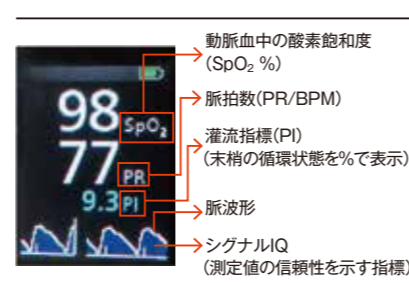 98 SpO₂
77 PR
9.3 PI
動脈血中の酸素飽和度
(SpO₂ %)
脈拍数(PR/BPM)
灌流指標(PI)
(末梢の循環状態を%で表示)
脈波形
シグナルIQ
(測定値の信頼性を示す指標)